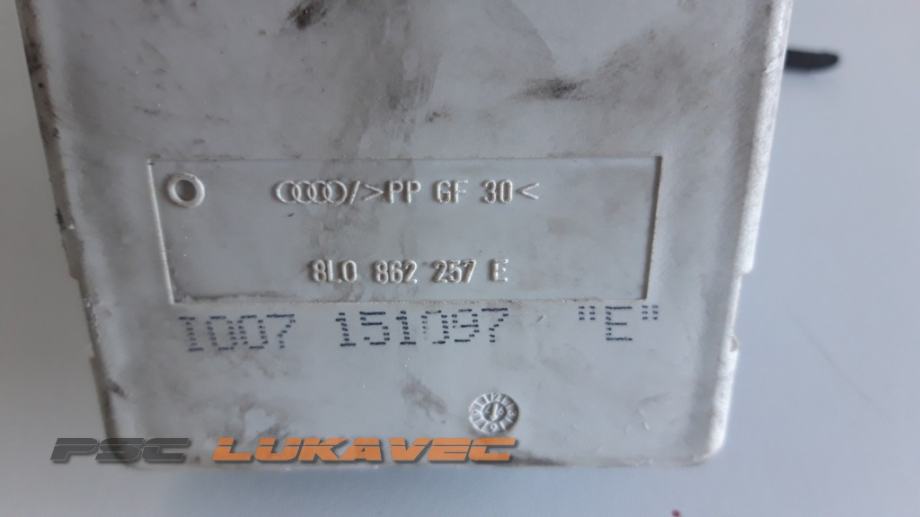 />PP GF 30<
8L0 862 257 E
I007 151097 "E"
PSC LUKAVEC